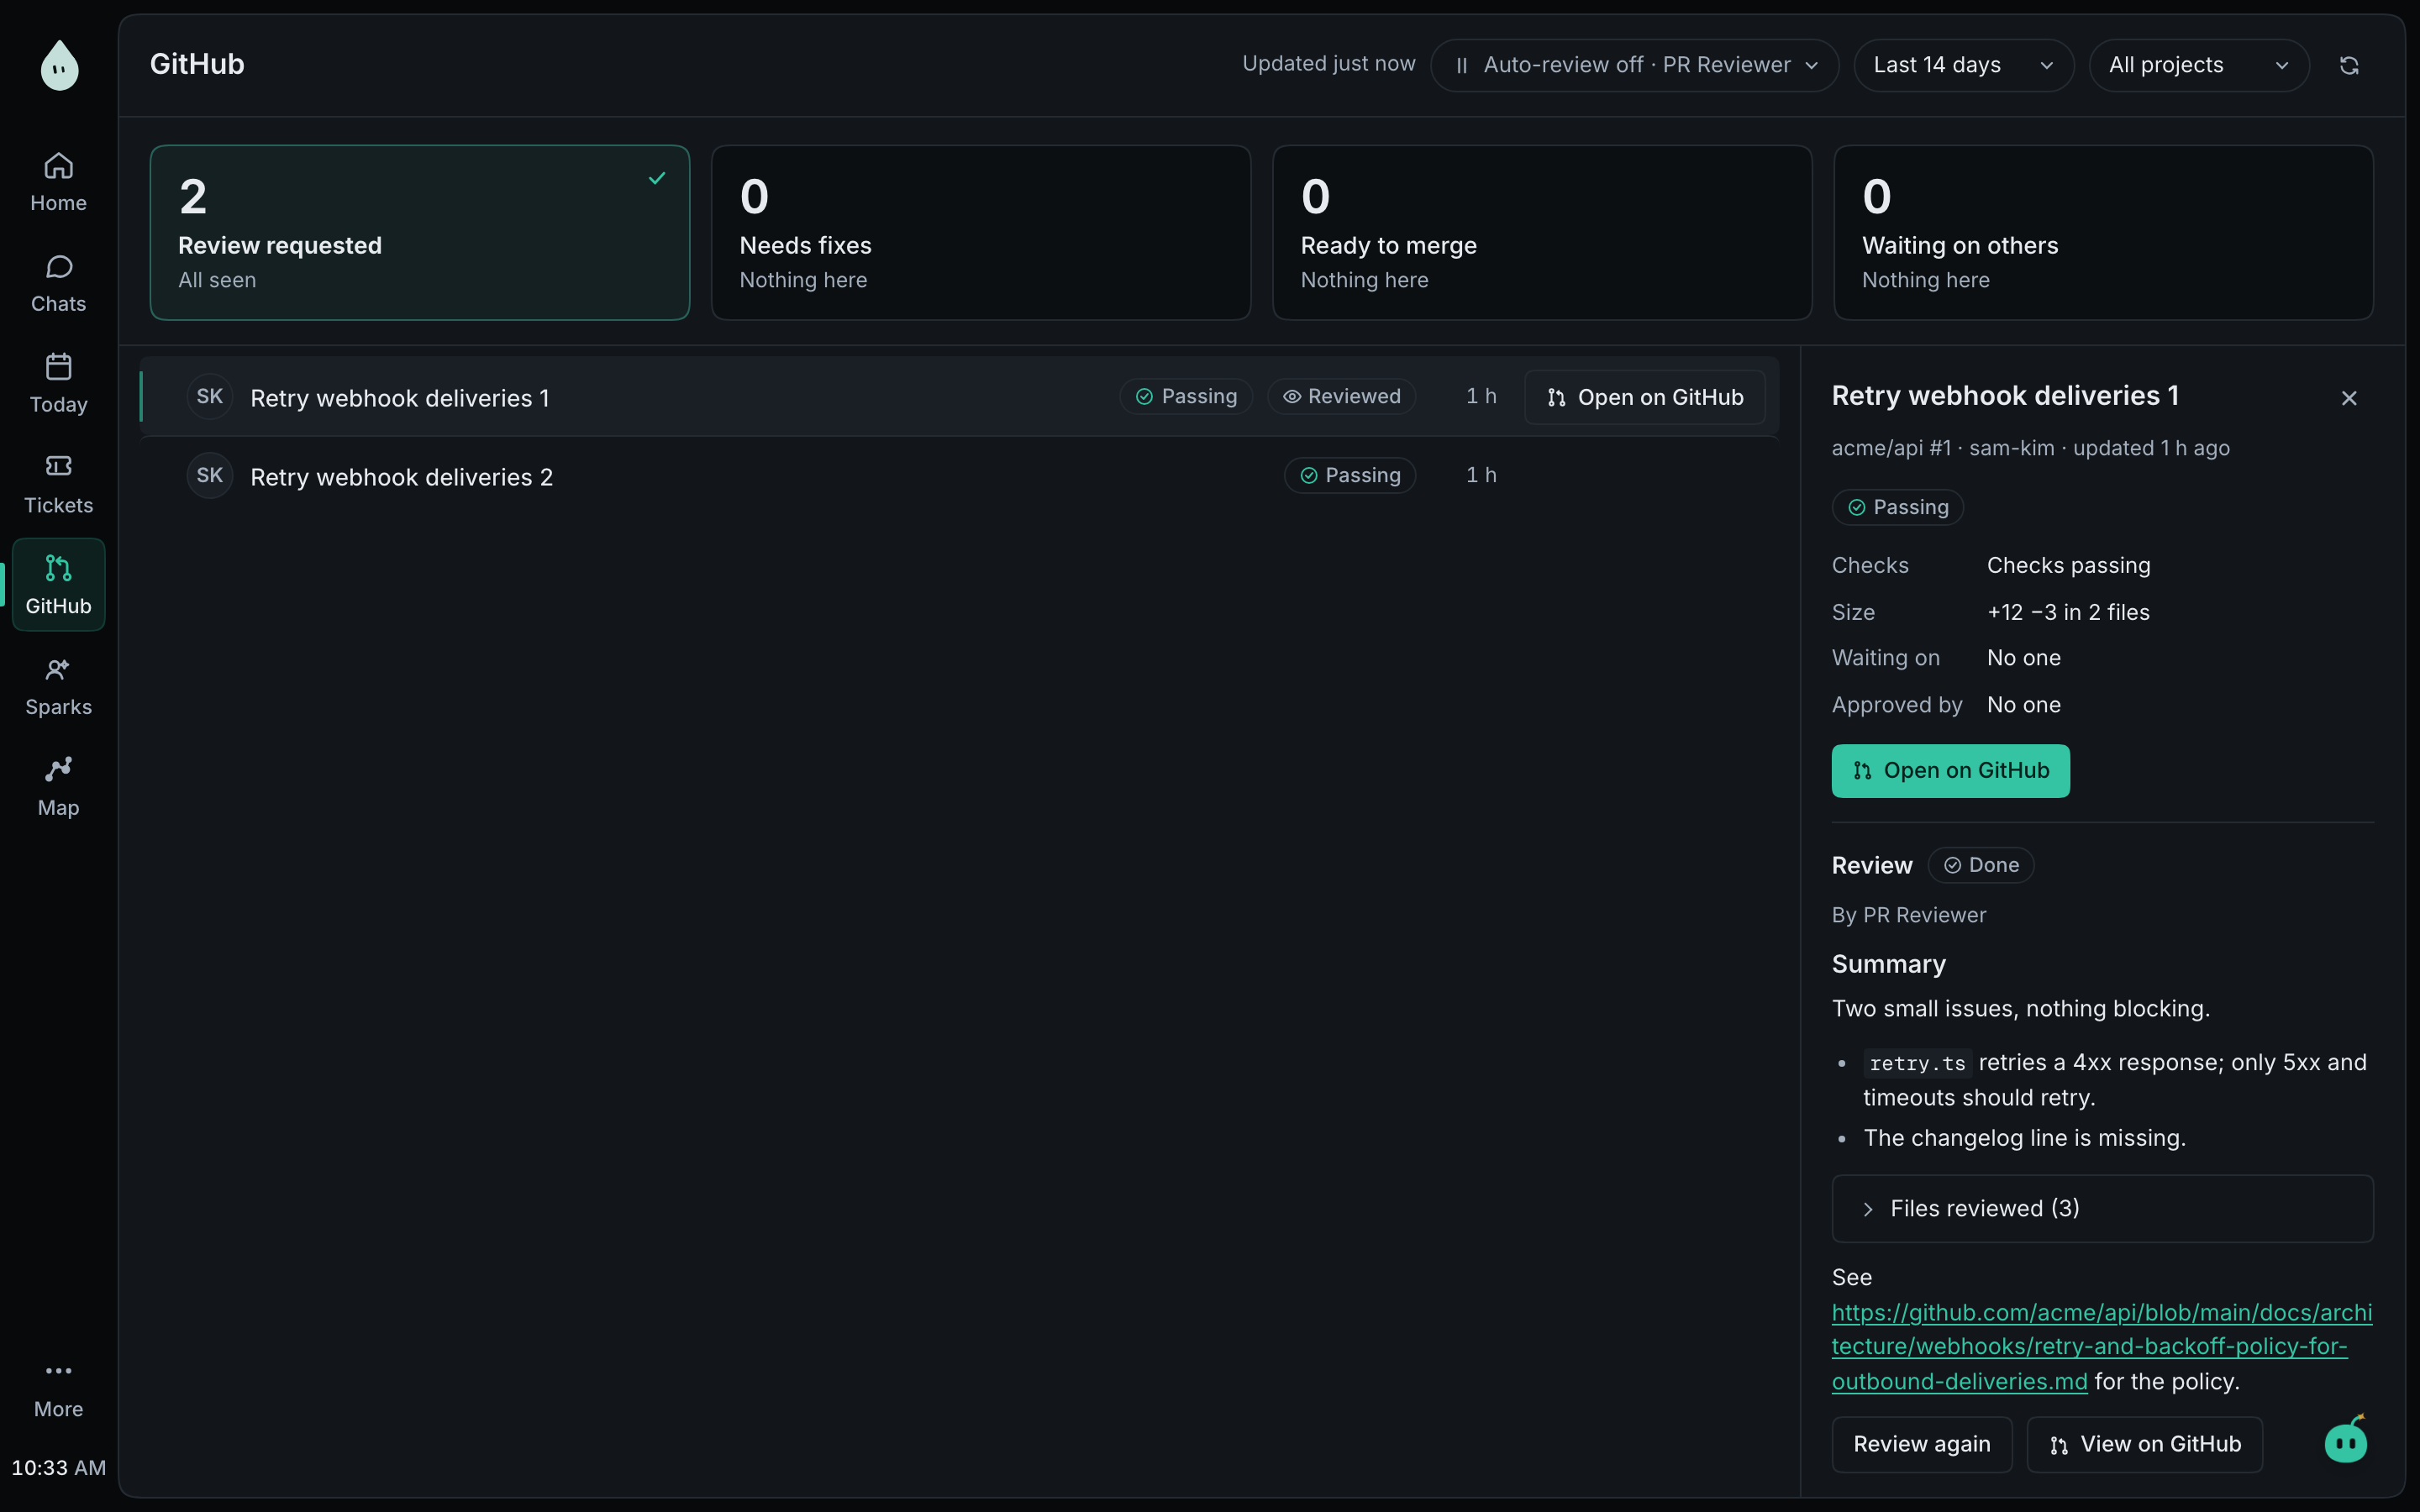 GitHub
Updated just now
Auto-review off · PR Reviewer
Last 14 days
All projects
Home
Chats
Today
Tickets
GitHub
Sparks
Map
More
10:33 AM
2
Review requested
All seen
0
Needs fixes
Nothing here
0
Ready to merge
Nothing here
0
Waiting on others
Nothing here
SK Retry webhook deliveries 1 Passing Reviewed 1 h Open on GitHub
SK Retry webhook deliveries 2 Passing 1 h
Retry webhook deliveries 1
acme/api #1 · sam-kim · updated 1 h ago
Passing
Checks Checks passing
Size +12 −3 in 2 files
Waiting on No one
Approved by No one
Open on GitHub
Review Done
By PR Reviewer
Summary
Two small issues, nothing blocking.
• retry.ts retries a 4xx response; only 5xx and
timeouts should retry.
• The changelog line is missing.
Files reviewed (3)
See
https://github.com/acme/api/blob/main/docs/archi
tecture/webhooks/retry-and-backoff-policy-for-
outbound-deliveries.md for the policy.
Review again
View on GitHub